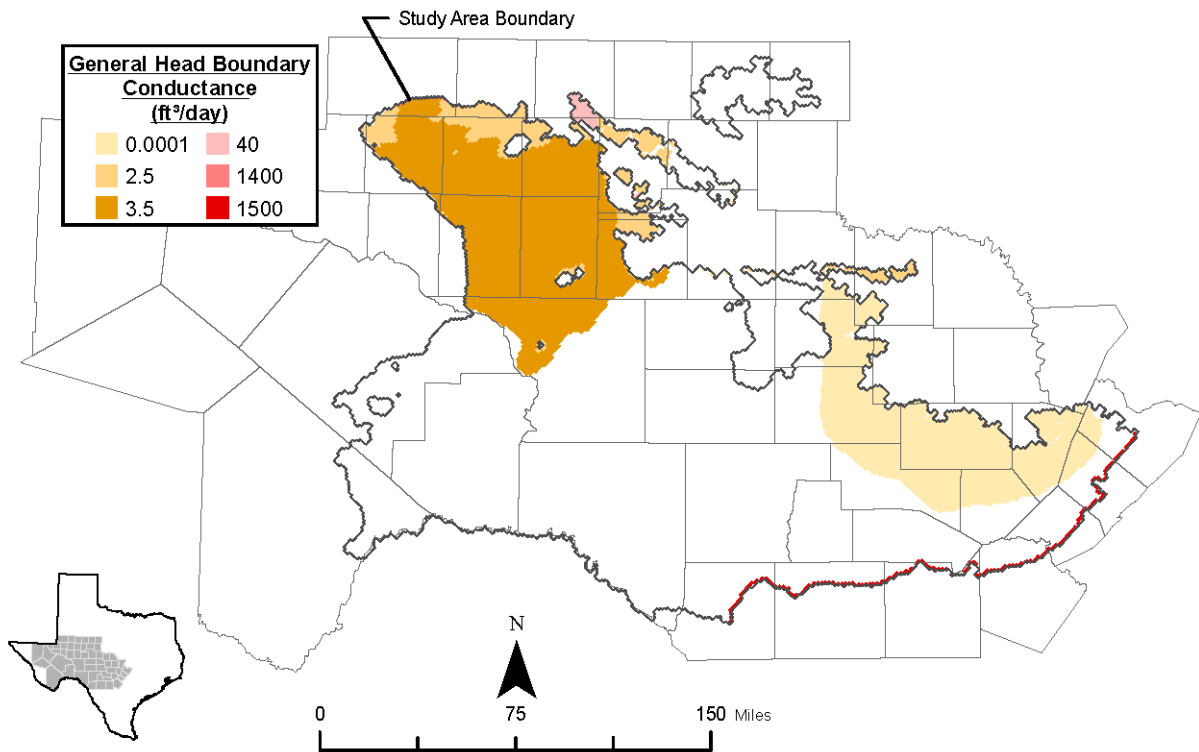 Study Area Boundary
General Head Boundary
Conductance
(ft³/day)
0.0001 40
2.5 1400
3.5 1500
N
0 75 150 Miles